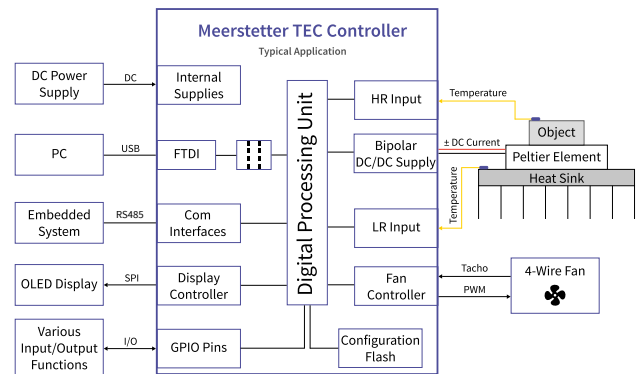 Meerstetter TEC Controller
Typical Application
DC Power
Supply
DC
Internal
Supplies
PC
USB
FTDI
Embedded
System
RS485
Com
Interfaces
OLED Display
SPI
Display
Controller
Various
Input/Output
Functions
I/O
GPIO Pins
Digital Processing Unit
HR Input
Bipolar
DC/DC Supply
LR Input
Fan
Controller
Configuration
Flash
Temperature
± DC Current
Temperature
Object
Peltier Element
Heat Sink
Tacho
PWM
4-Wire Fan